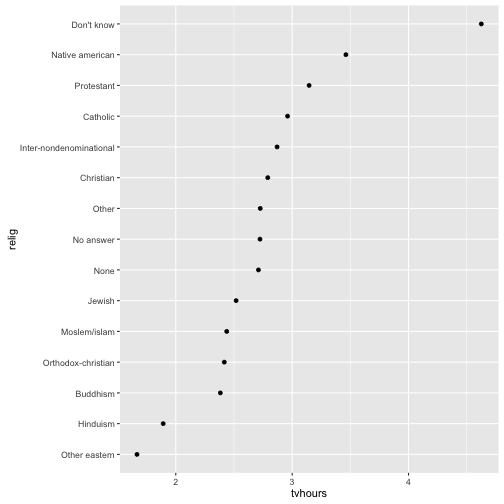 Don't know
Native american
Protestant
Catholic
Inter-nondenominational
Christian
Other
No answer
None
Jewish
Moslem/islam
Orthodox-christian
Buddhism
Hinduism
Other eastern
relig
2 3 4
tvhours